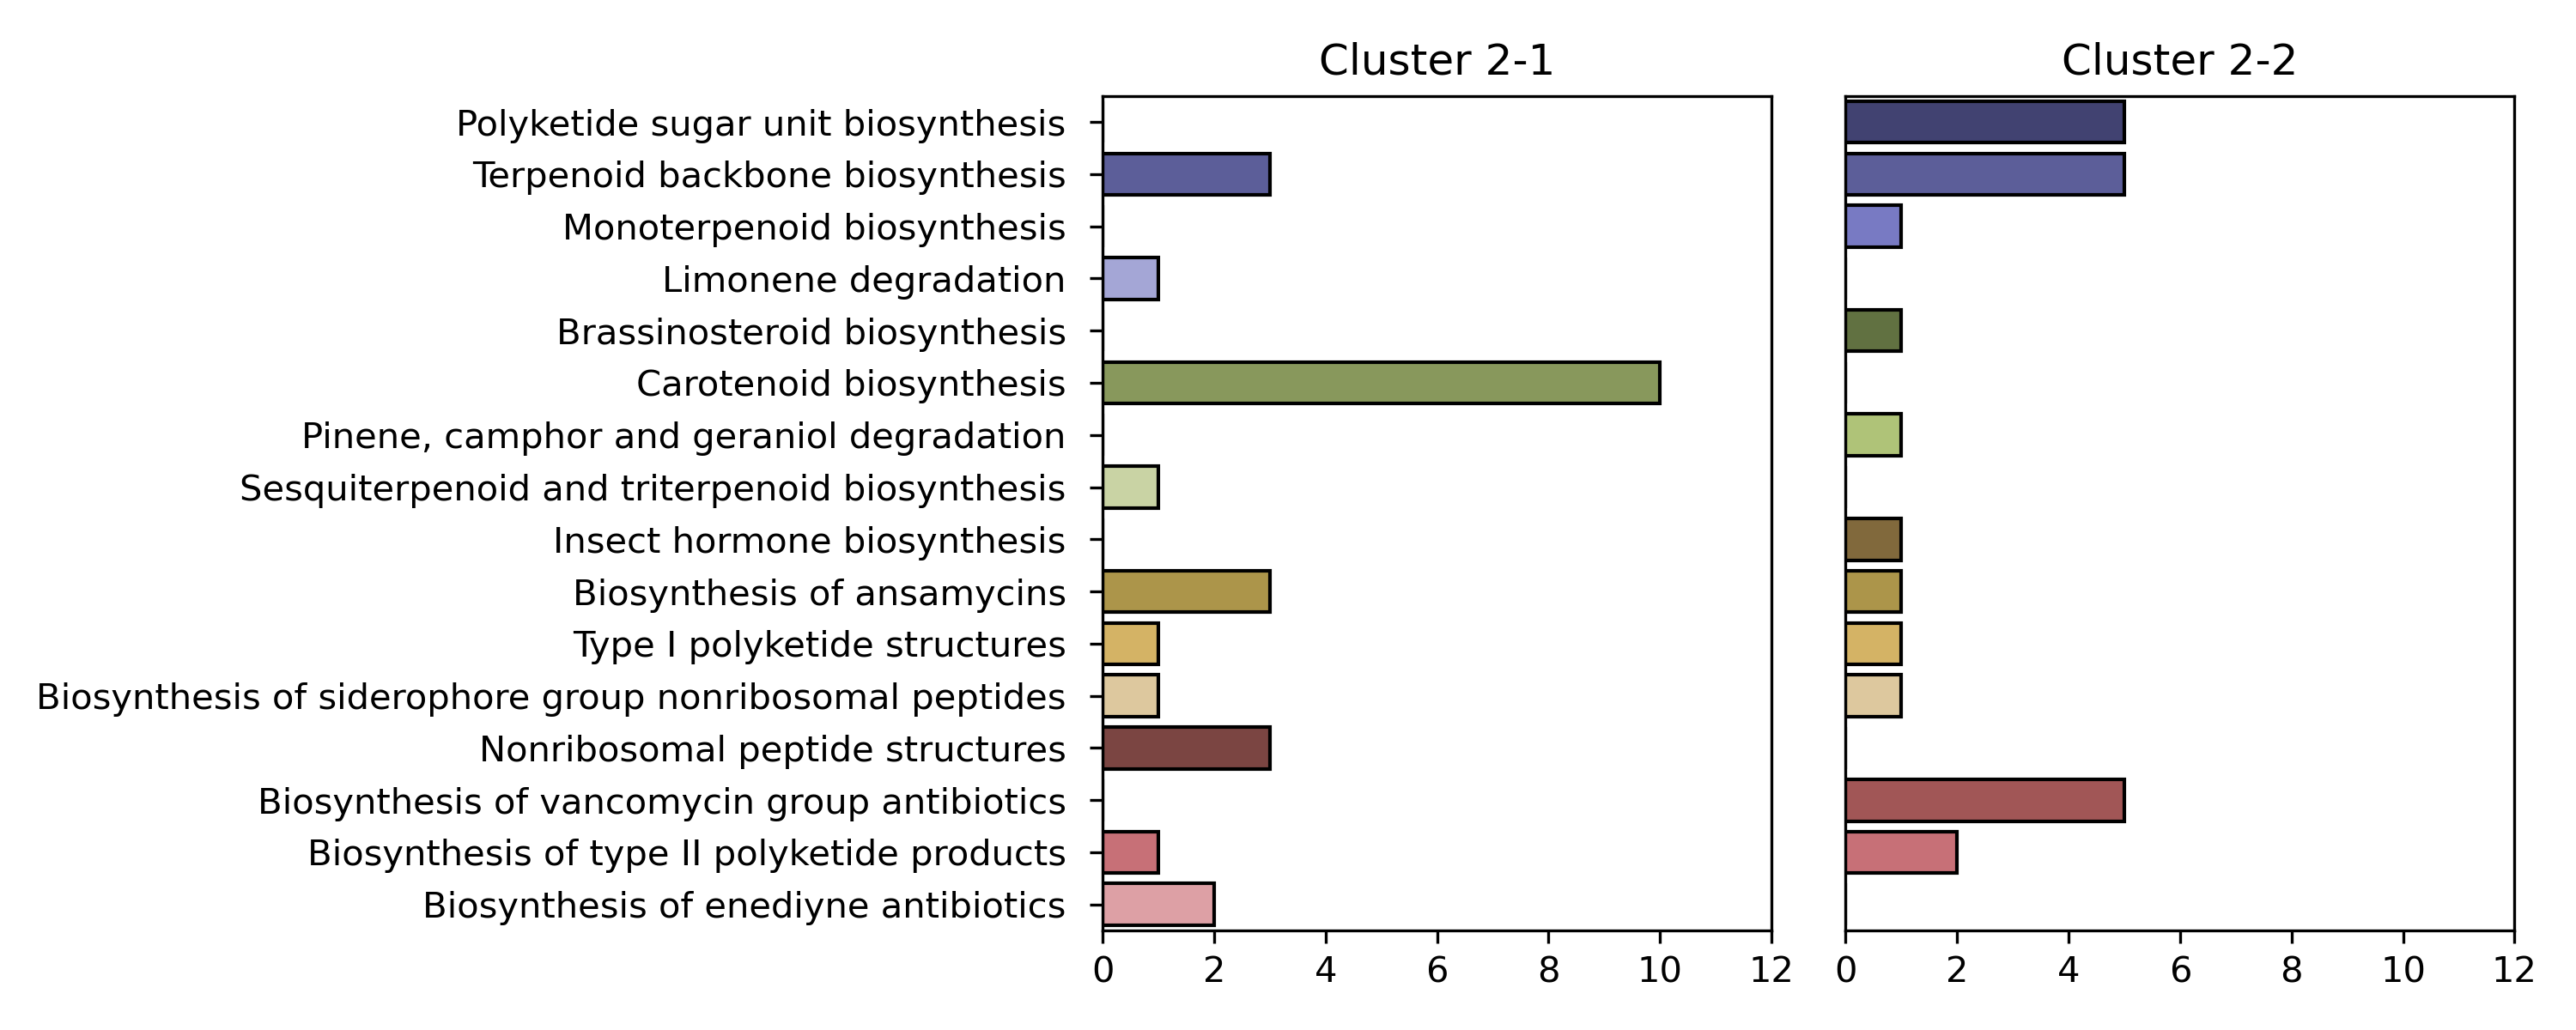 Cluster 2-1
Cluster 2-2
Polyketide sugar unit biosynthesis
Terpenoid backbone biosynthesis
Monoterpenoid biosynthesis
Limonene degradation
Brassinosteroid biosynthesis
Carotenoid biosynthesis
Pinene, camphor and geraniol degradation
Sesquiterpenoid and triterpenoid biosynthesis
Insect hormone biosynthesis
Biosynthesis of ansamycins
Type I polyketide structures
Biosynthesis of siderophore group nonribosomal peptides
Nonribosomal peptide structures
Biosynthesis of vancomycin group antibiotics
Biosynthesis of type II polyketide products
Biosynthesis of enediyne antibiotics
0 2 4 6 8 10 12
0 2 4 6 8 10 12